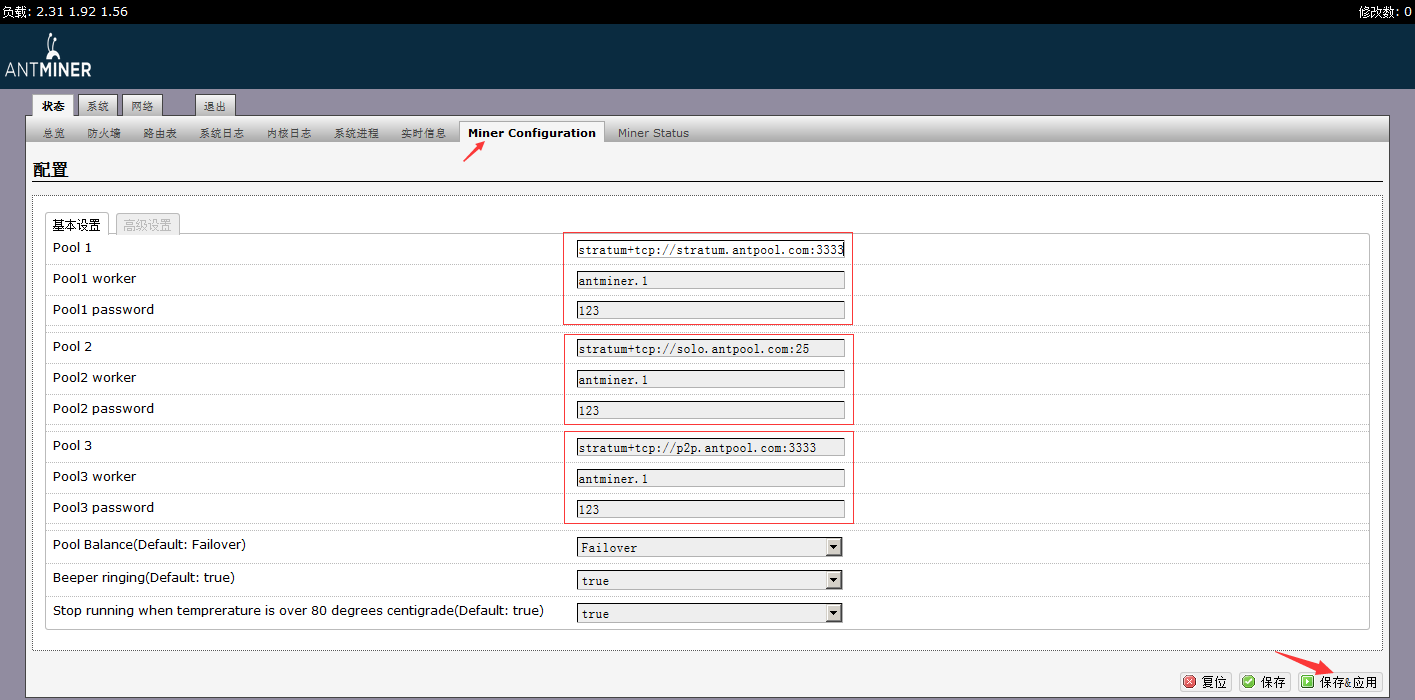 负载: 2.31 1.92 1.56 修改数: 0
ANTMINER
状态 系统 网络 退出
总览 防火墙 路由表 系统日志 内核日志 系统进程 实时信息 Miner Configuration Miner Status
配置
基本设置 高级设置
Pool 1 stratum+tcp://stratum.antpool.com:3333
Pool1 worker antminer.1
Pool1 password 123
Pool 2 stratum+tcp://solo.antpool.com:25
Pool2 worker antminer.1
Pool2 password 123
Pool 3 stratum+tcp://p2p.antpool.com:3333
Pool3 worker antminer.1
Pool3 password 123
Pool Balance(Default: Failover) Failover
Beeper ringing(Default: true) true
Stop running when temprerature is over 80 degrees centigrade(Default: true) true
复位 保存 保存&应用